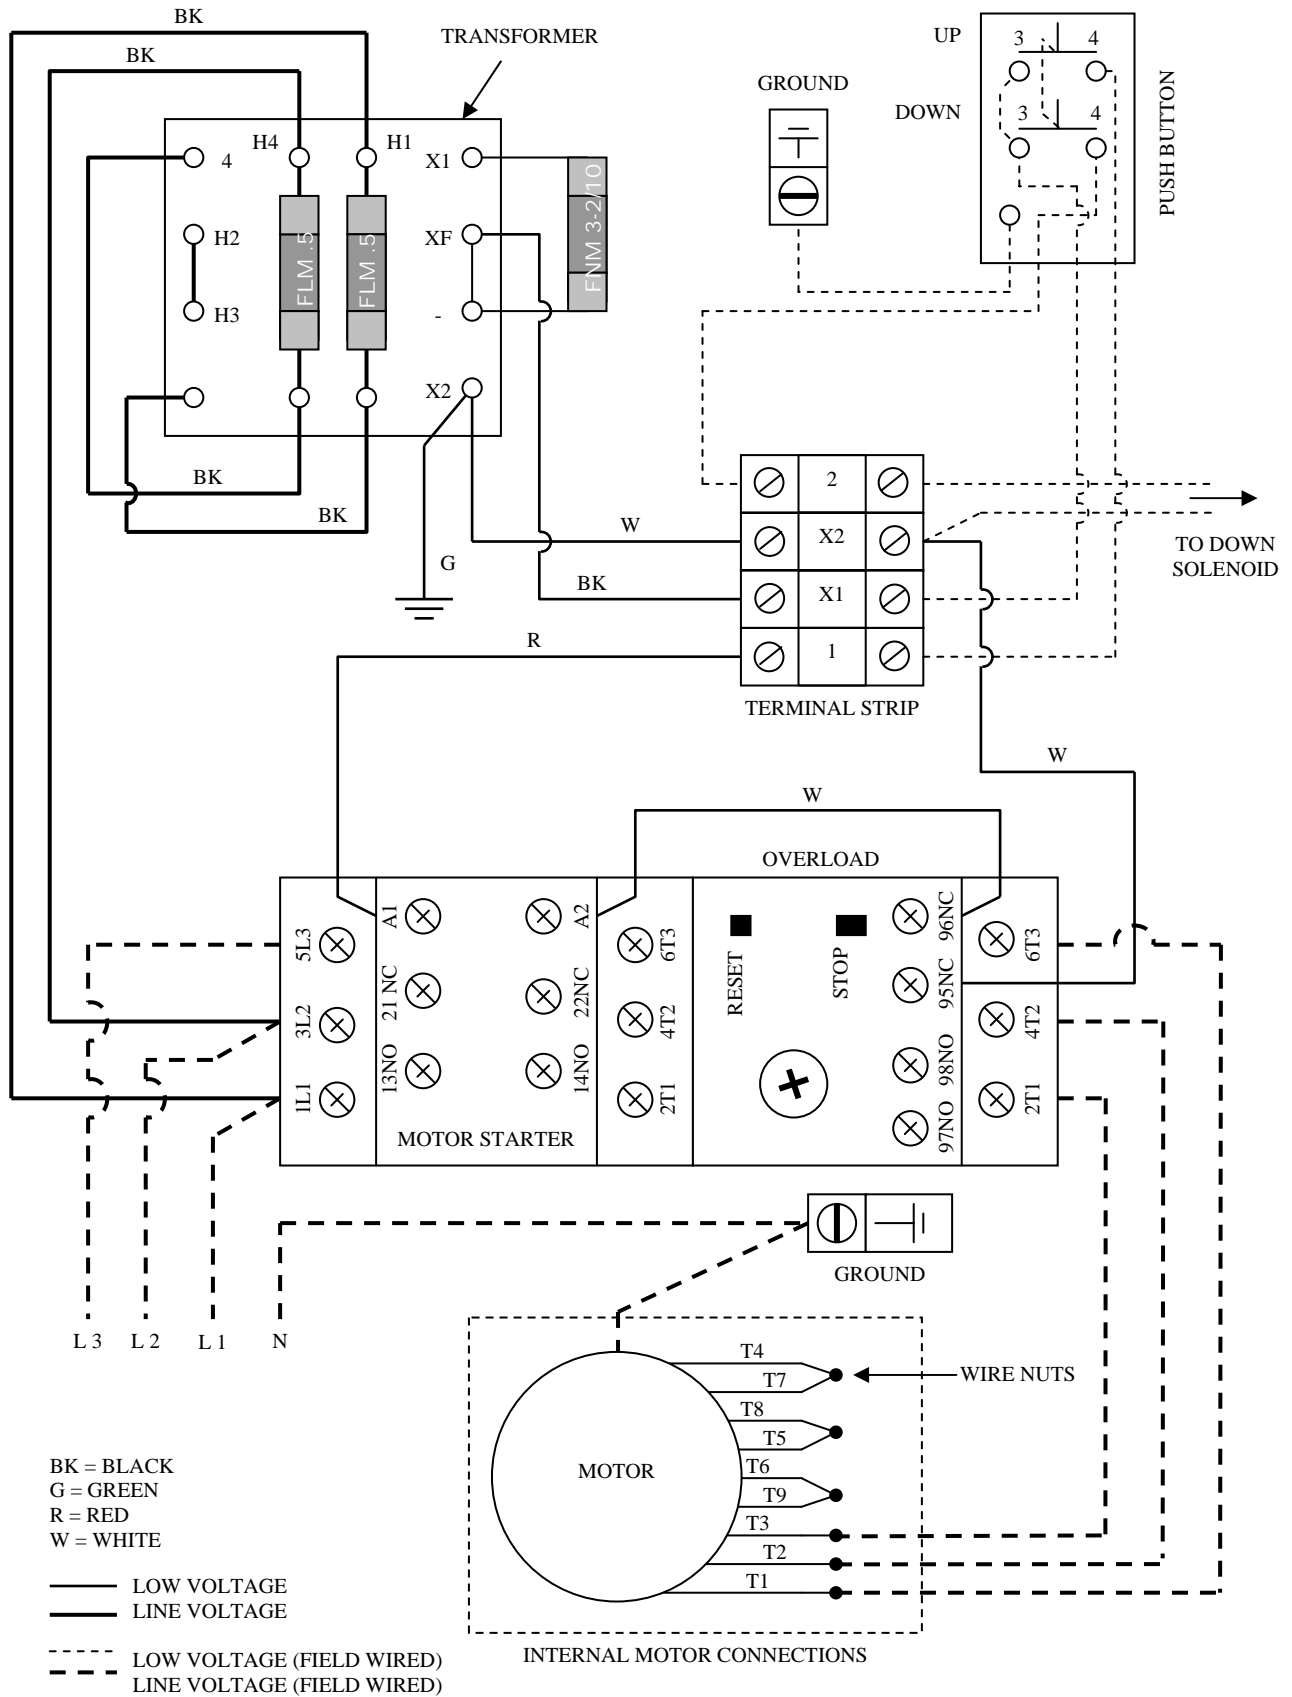 BK
TRANSFORMER
UP
3
4
BK
GROUND
PUSH BUTTON
DOWN
3
4
4
H4
H1
X1
FNM 3-2/10
H2
FLM .5
FLM .5
XF
H3
-
X2
BK
BK
2
W
X2
TO DOWN
SOLENOID
G
BK
X1
R
1
TERMINAL STRIP
W
W
OVERLOAD
5L3
A1
A2
6T3
RESET
STOP
96NC
6T3
3L2
21 NC
22NC
4T2
95NC
4T2
1L1
13NO
14NO
2T1
98NO
2T1
97NO
MOTOR STARTER
GROUND
L 3
L 2
L 1
N
T4
T7
WIRE NUTS
T8
T5
MOTOR
T6
T9
T3
T2
T1
INTERNAL MOTOR CONNECTIONS
BK = BLACK
G = GREEN
R = RED
W = WHITE
LOW VOLTAGE
LINE VOLTAGE
LOW VOLTAGE (FIELD WIRED)
LINE VOLTAGE (FIELD WIRED)